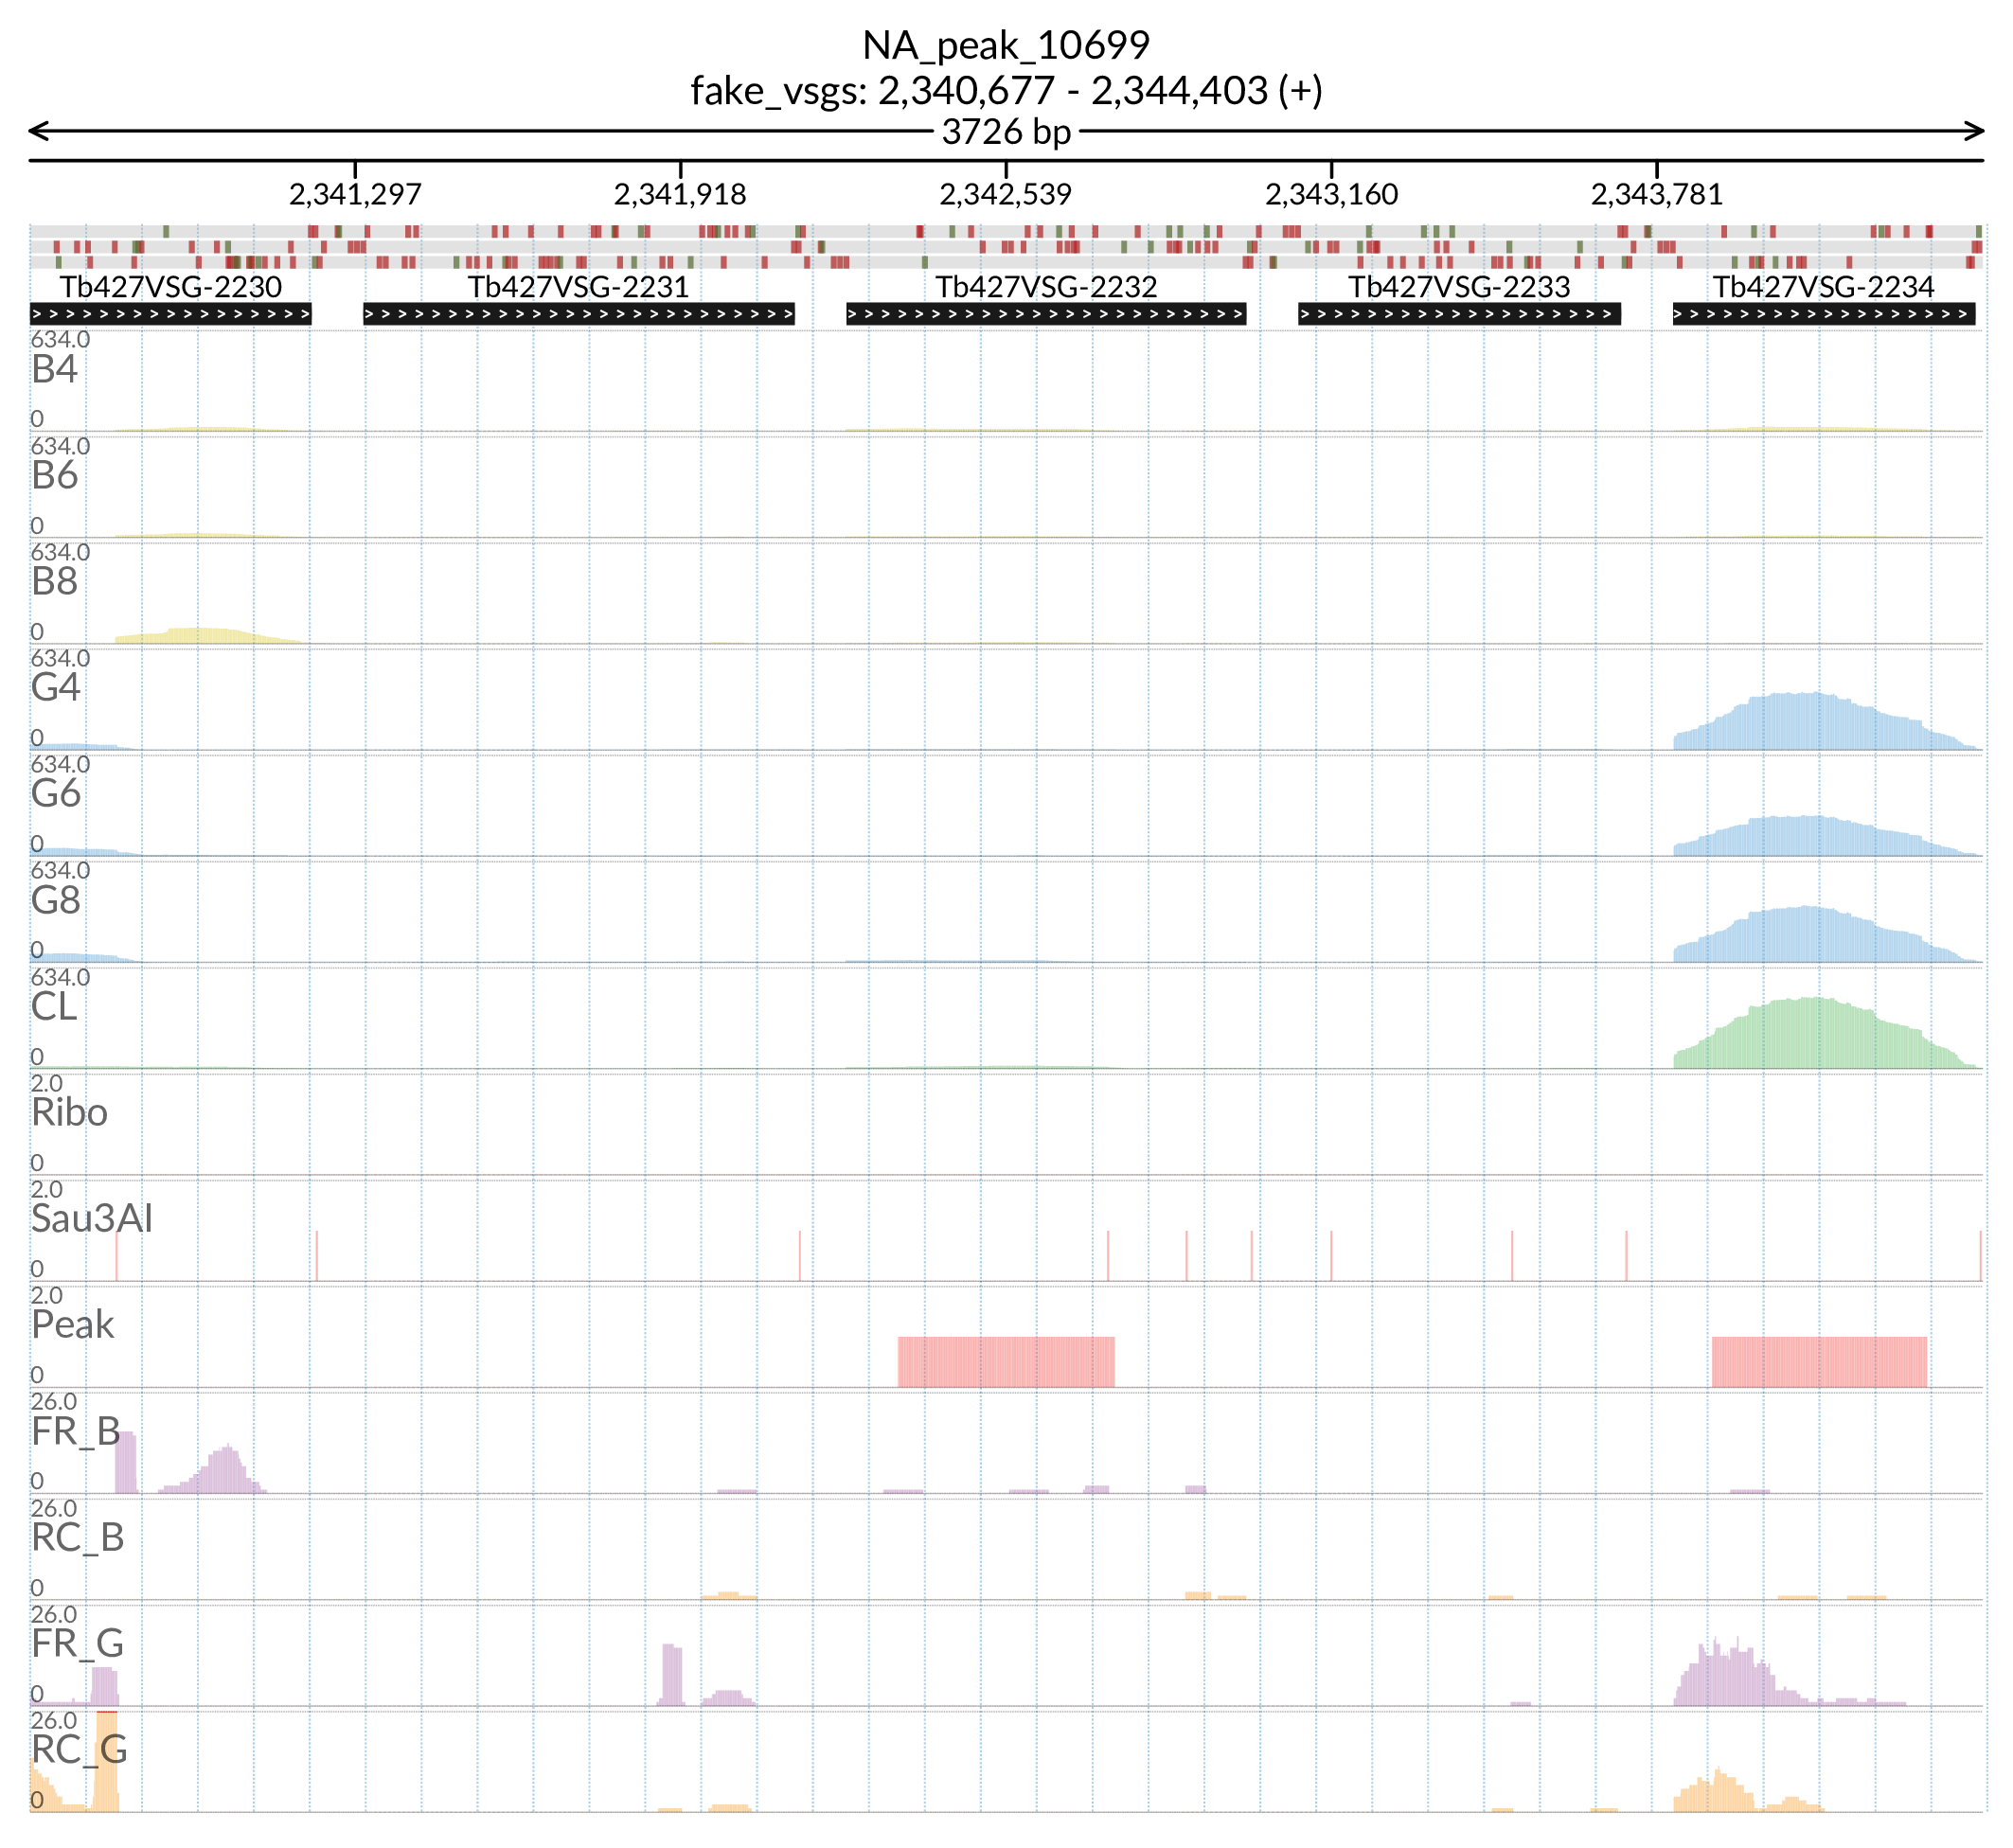 NA_peak_10699
fake_vsgs: 2,340,677 - 2,344,403 (+)
3726 bp
2,341,297 2,341,918 2,342,539 2,343,160 2,343,781
Tb427VSG-2230 Tb427VSG-2231 Tb427VSG-2232 Tb427VSG-2233 Tb427VSG-2234
634.0
B4
0
634.0
B6
0
634.0
B8
0
634.0
G4
0
634.0
G6
0
634.0
G8
0
634.0
CL
0
2.0
Ribo
0
2.0
Sau3AI
0
2.0
Peak
0
26.0
FR_B
0
26.0
RC_B
0
26.0
FR_G
0
26.0
RC_G
0